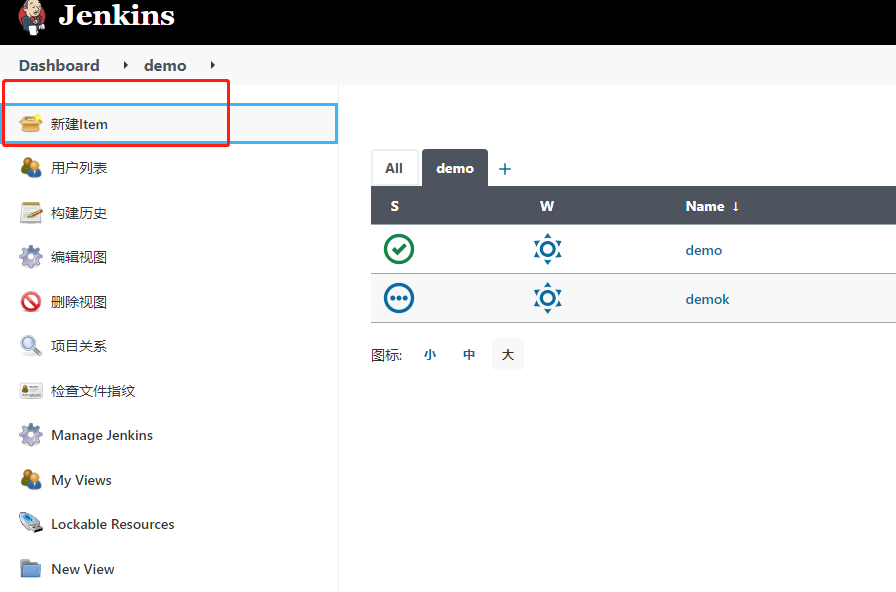 Jenkins
Dashboard demo
新建Item
用户列表
构建历史
编辑视图
删除视图
项目关系
检查文件指纹
Manage Jenkins
My Views
Lockable Resources
New View
All demo +
S W Name ↓
demo
demok
图标: 小 中 大